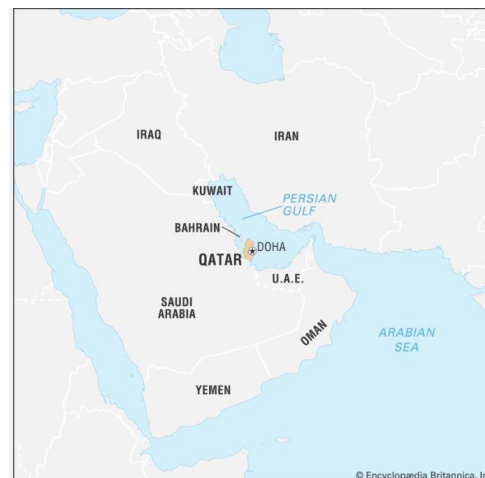 IRAQ
IRAN
KUWAIT
PERSIAN
GULF
BAHRAIN
DOHA
QATAR
U.A.E.
SAUDI
ARABIA
OMAN
ARABIAN
SEA
YEMEN
© Encyclopædia Britannica, In